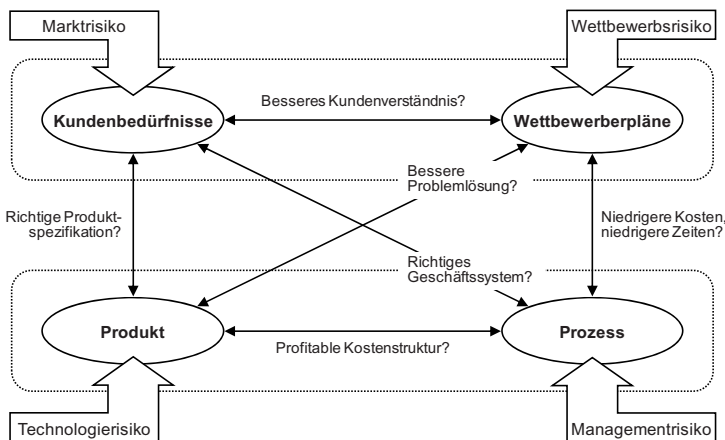 Marktrisiko
Wettbewerbsrisiko
Besseres Kundenverständnis?
Kundenbedürfnisse
Wettbewerberpläne
Bessere
Problemlösung?
Richtige Produkt-
spezifikation?
Niedrigere Kosten,
niedrigere Zeiten?
Richtiges
Geschäftssystem?
Produkt
Prozess
Profitable Kostenstruktur?
Technologierisiko
Managementrisiko